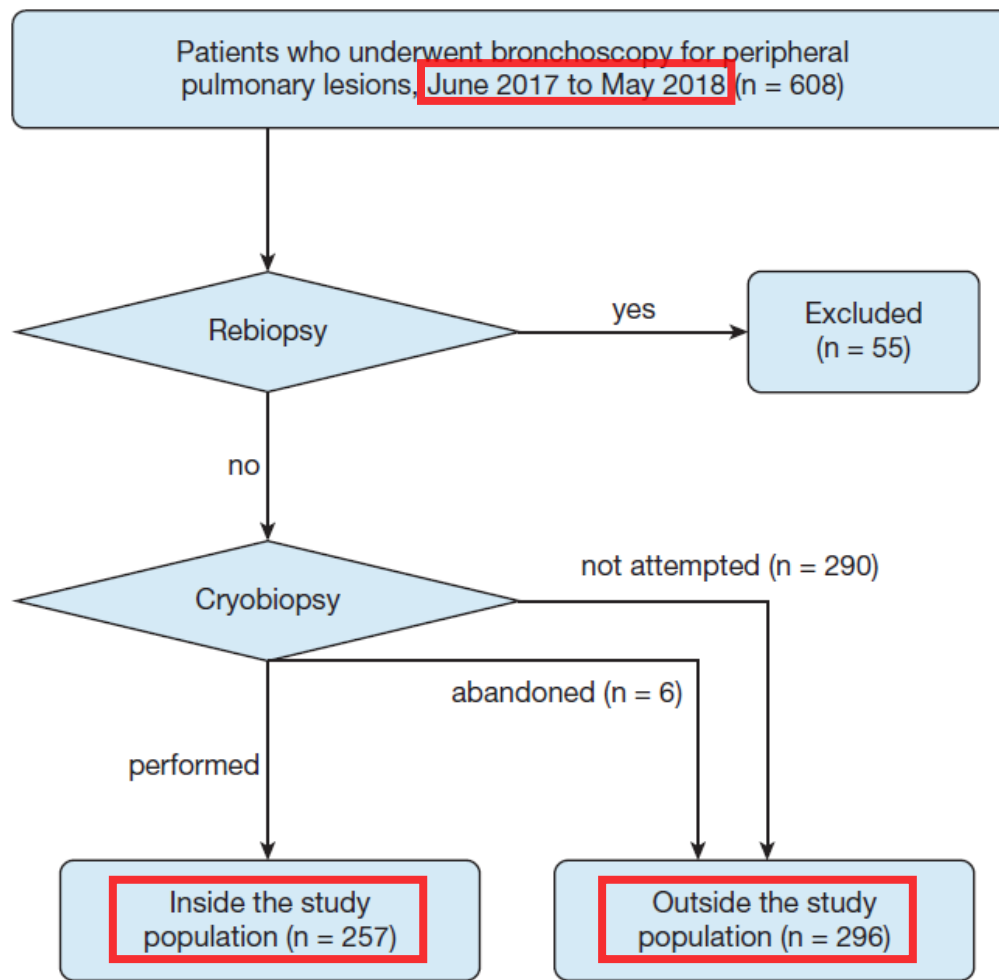 Patients who underwent bronchoscopy for peripheral
pulmonary lesions, June 2017 to May 2018 (n = 608)
Rebiopsy
yes
Excluded
(n = 55)
no
not attempted (n = 290)
Cryobiopsy
abandoned (n = 6)
performed
Inside the study
population (n = 257)
Outside the study
population (n = 296)